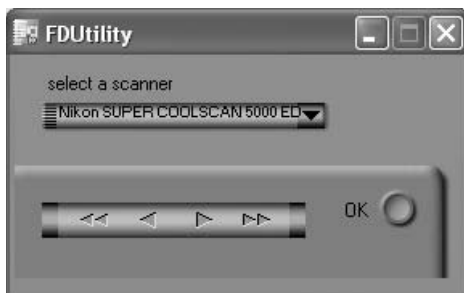 FDUtility
select a scanner
Nikon SUPER COOLSCAN 5000 ED
OK